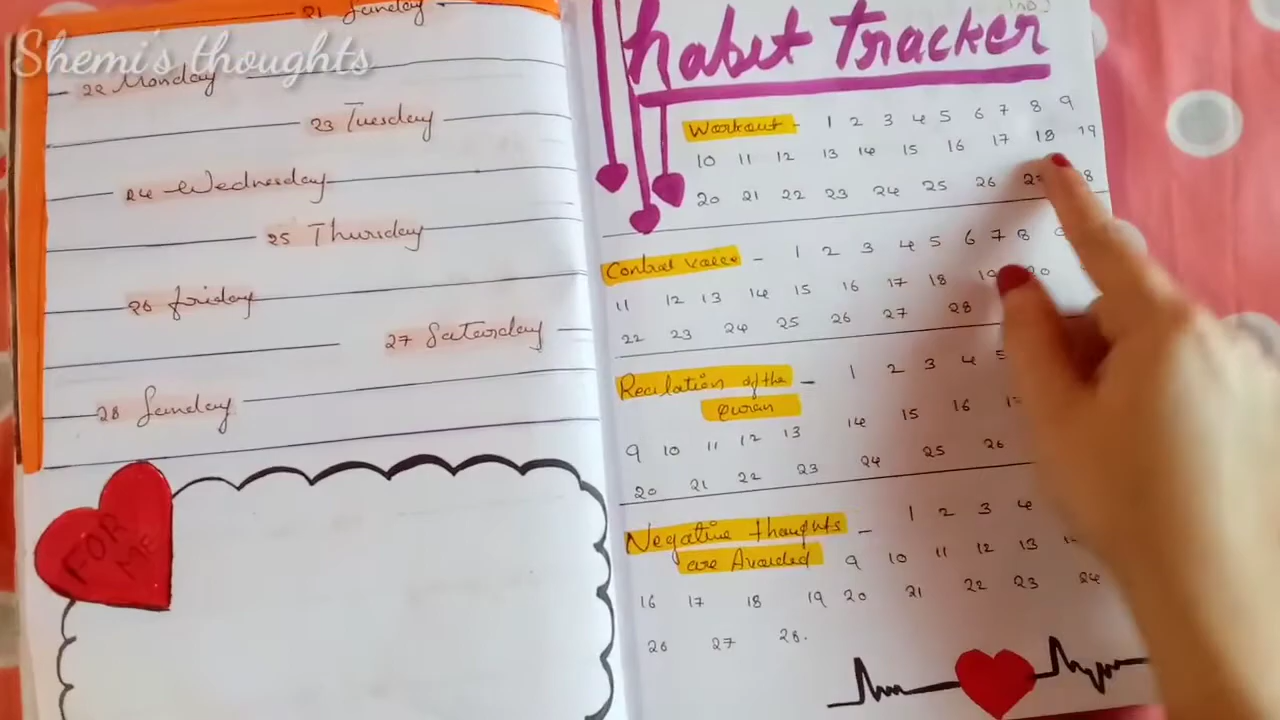 Shemi's thoughts
21 Sunday
22 Monday
23 Tuesday
24 Wednesday
25 Thursday
26 friday
27 Saturday
28 Sunday
FOR
ME
habit Tracker
Workout - 1 2 3 4 5 6 7 8 9
10 11 12 13 14 15 16 17 18 19
20 21 22 23 24 25 26 8
Control - 1 2 3 4 5 6 7 8
11 12 13 14 15 16 17 18 19 20
22 23 24 25 26 27 28
Recitation of the - 1 2 3 4 5
Quran
9 10 11 12 13 14 15 16
20 21 22 23 24 25 26
Negative thoughts - 1 2 3 4
are Avoided 9 10 11 12 13
16 17 18 19 20 21 22 23 24
26 27 28.